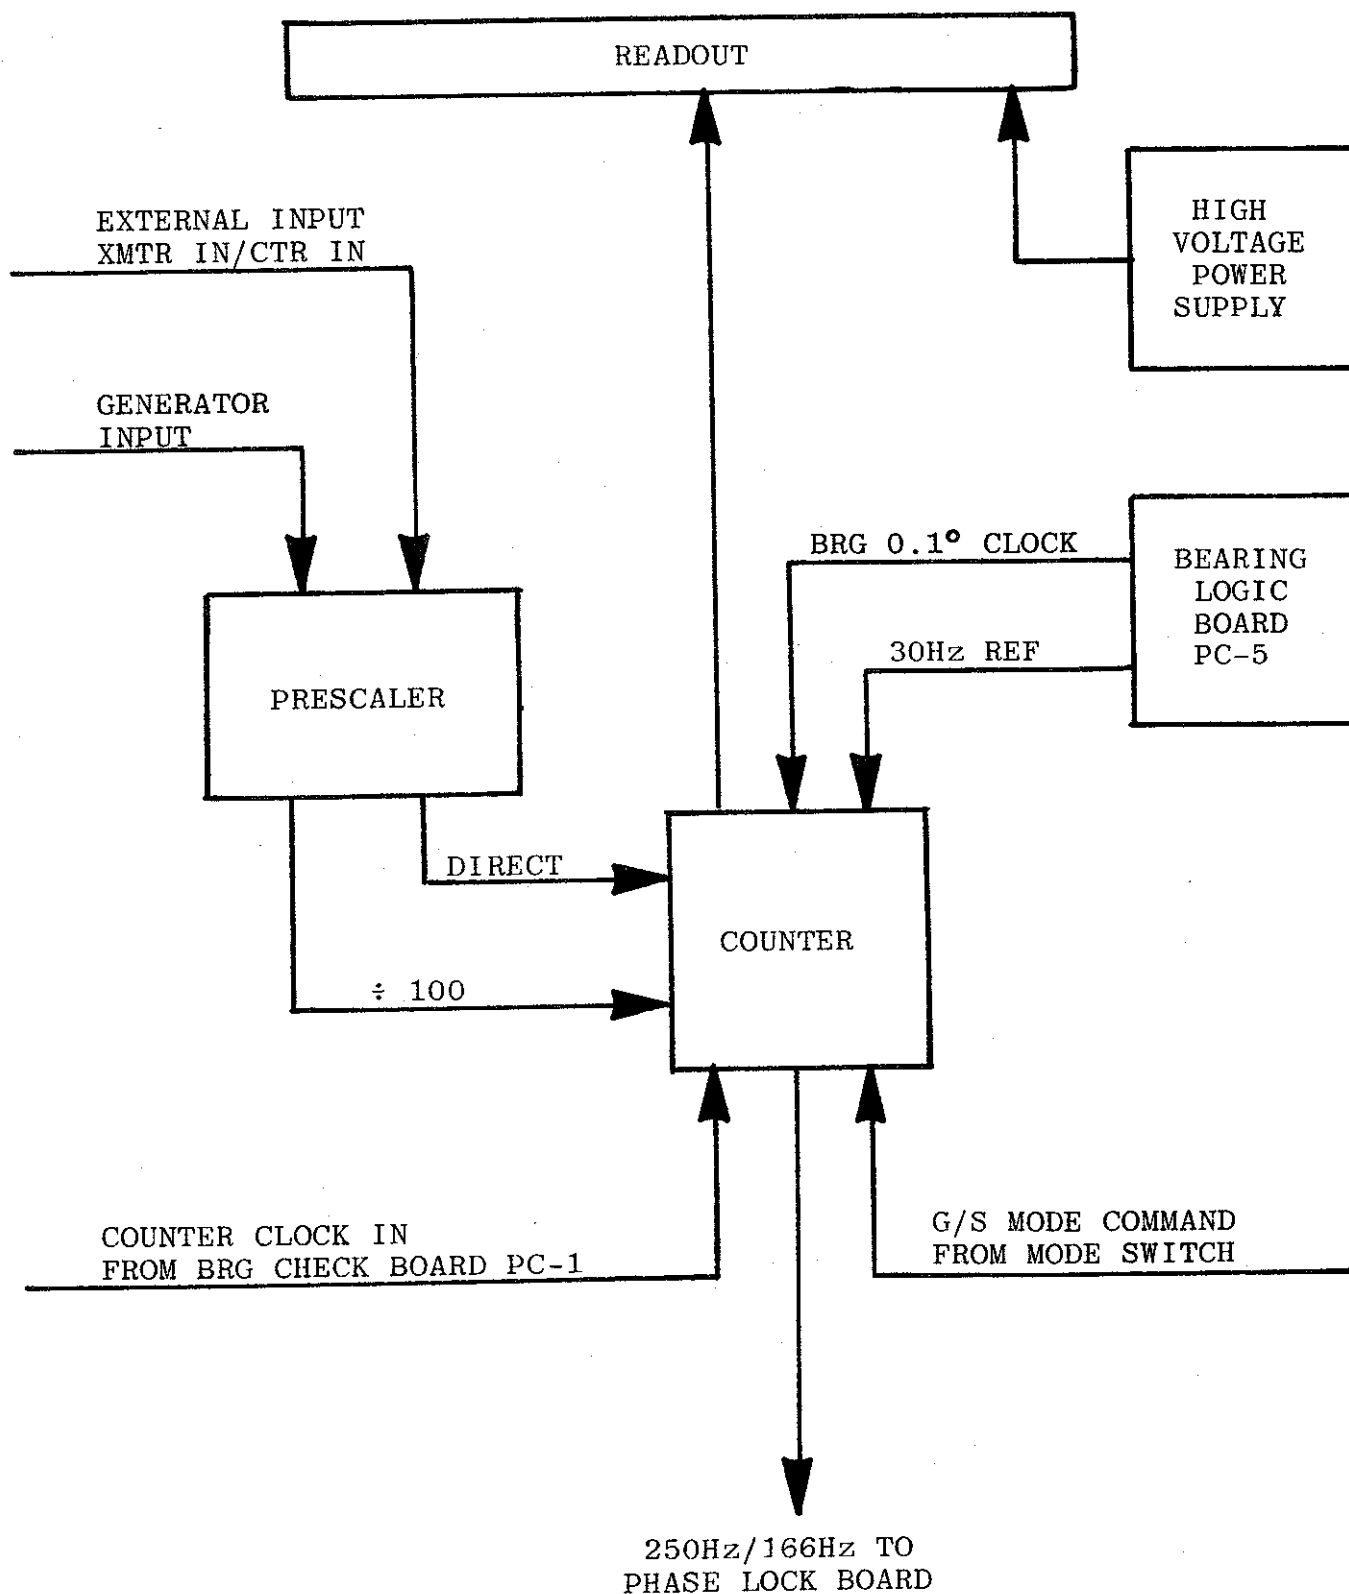 READOUT
EXTERNAL INPUT
XMTR IN/CTR IN
HIGH
VOLTAGE
POWER
SUPPLY
GENERATOR
INPUT
BRG 0.1° CLOCK
BEARING
LOGIC
BOARD
PC-5
30Hz REF
PRESCALER
DIRECT
COUNTER
÷ 100
COUNTER CLOCK IN
FROM BRG CHECK BOARD PC-1
G/S MODE COMMAND
FROM MODE SWITCH
250Hz/166Hz TO
PHASE LOCK BOARD